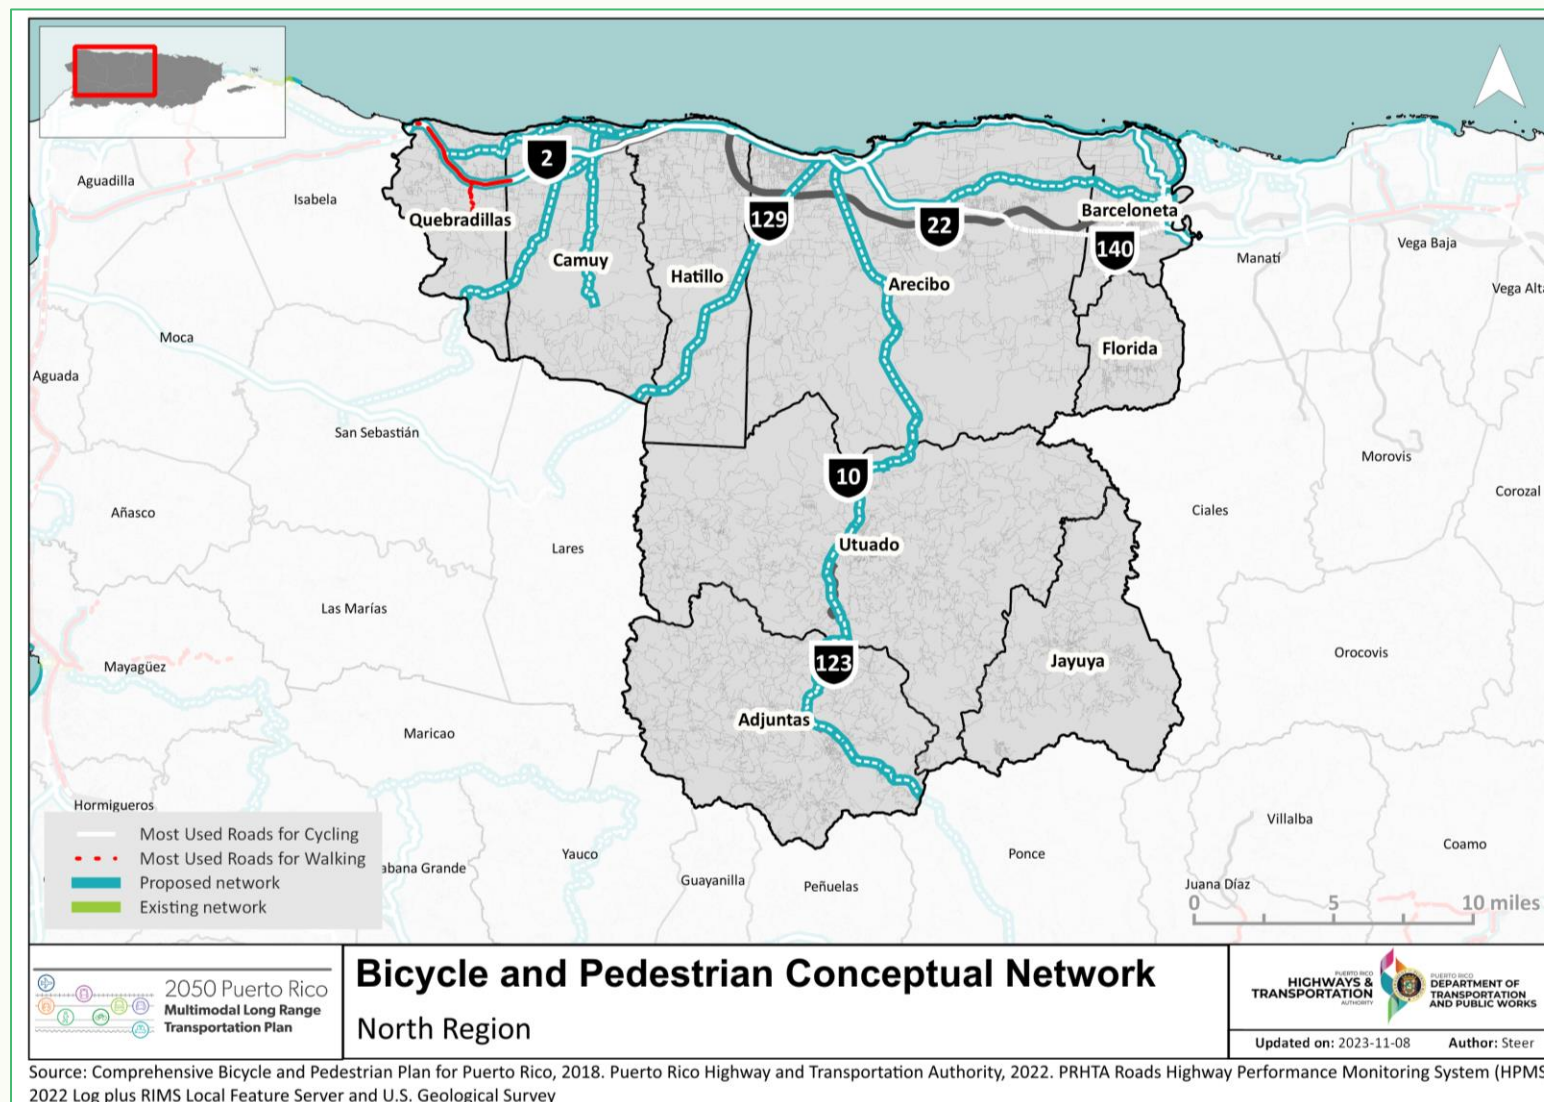 Aguadilla
Isabela
Quebradillas
2
Camuy
Hatillo
129
22
Barceloneta
140
Arecibo
Florida
Manatí
Vega Baja
Vega Alta
Moca
Aguada
San Sebastián
Morovis
Corozal
Ciales
Añasco
Lares
10
Utuado
Las Marías
Mayagüez
123
Jayuya
Orocovis
Adjuntas
Maricao
Hormigueros
Villalba
Coamo
Yauco
abana Grande
Guayanilla
Peñuelas
Ponce
Juana Díaz
Most Used Roads for Cycling
Most Used Roads for Walking
Proposed network
Existing network
0 5 10 miles
2050 Puerto Rico
Multimodal Long Range
Transportation Plan
Bicycle and Pedestrian Conceptual Network
North Region
PUERTO RICO
HIGHWAYS &
TRANSPORTATION
AUTHORITY
PUERTO RICO
DEPARTMENT OF
TRANSPORTATION
AND PUBLIC WORKS
Updated on: 2023-11-08 Author: Steer
Source: Comprehensive Bicycle and Pedestrian Plan for Puerto Rico, 2018. Puerto Rico Highway and Transportation Authority, 2022. PRHTA Roads Highway Performance Monitoring System (HPMS
2022 Log plus RIMS Local Feature Server and U.S. Geological Survey